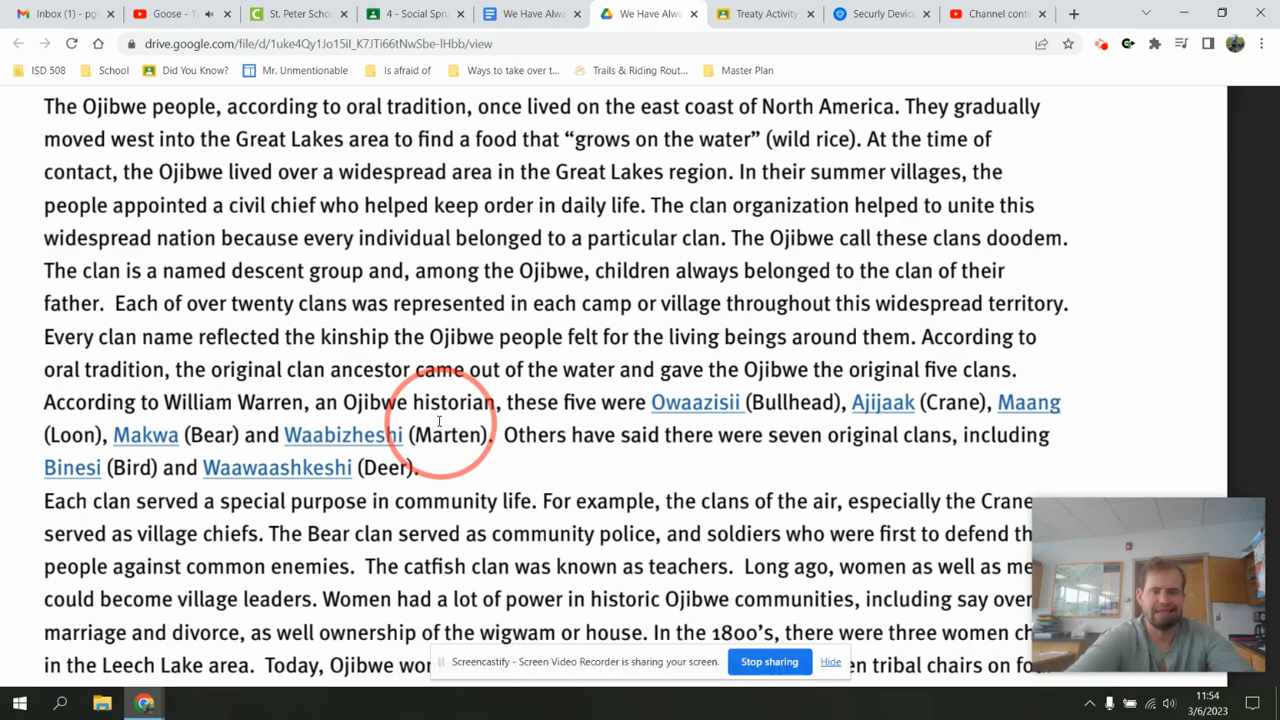 Inbox (1) - pgu
Goose - 1
St. Peter Schoo
4 - Social Spru
We Have Alwa
We Have Alwa
Treaty Activity
Securly Device
Channel conte
drive.google.com/file/d/1uke4Qy1Jo15iI_K7JTi66tNwSbe-lHbb/view
ISD 508
School
Did You Know?
Mr. Unmentionable
Is afraid of
Ways to take over t...
Trails & Riding Rout...
Master Plan
The Ojibwe people, according to oral tradition, once lived on the east coast of North America. They gradually
moved west into the Great Lakes area to find a food that “grows on the water” (wild rice). At the time of
contact, the Ojibwe lived over a widespread area in the Great Lakes region. In their summer villages, the
people appointed a civil chief who helped keep order in daily life. The clan organization helped to unite this
widespread nation because every individual belonged to a particular clan. The Ojibwe call these clans doodem.
The clan is a named descent group and, among the Ojibwe, children always belonged to the clan of their
father. Each of over twenty clans was represented in each camp or village throughout this widespread territory.
Every clan name reflected the kinship the Ojibwe people felt for the living beings around them. According to
oral tradition, the original clan ancestor came out of the water and gave the Ojibwe the original five clans.
According to William Warren, an Ojibwe historian, these five were Owaazisii (Bullhead), Ajijaak (Crane), Maang
(Loon), Makwa (Bear) and Waabizheshi (Marten). Others have said there were seven original clans, including
Binesi (Bird) and Waawaashkeshi (Deer).
Each clan served a special purpose in community life. For example, the clans of the air, especially the Crane
served as village chiefs. The Bear clan served as community police, and soldiers who were first to defend th
people against common enemies. The catfish clan was known as teachers. Long ago, women as well as me
could become village leaders. Women had a lot of power in historic Ojibwe communities, including say over
marriage and divorce, as well ownership of the wigwam or house. In the 1800’s, there were three women ch
in the Leech Lake area. Today, Ojibwe wor
en tribal chairs on fo
Screencastify - Screen Video Recorder is sharing your screen.
Stop sharing
Hide
11:54
3/6/2023